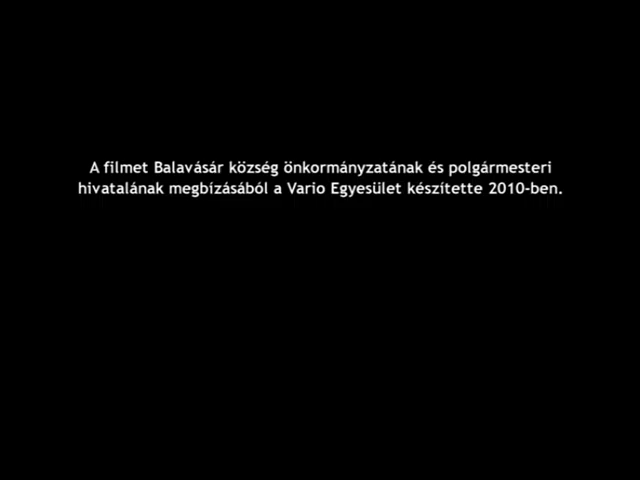 A filmet Balavásár község önkormányzatának és polgármesteri
hivatalának megbízásából a Vario Egyesület készítette 2010-ben.